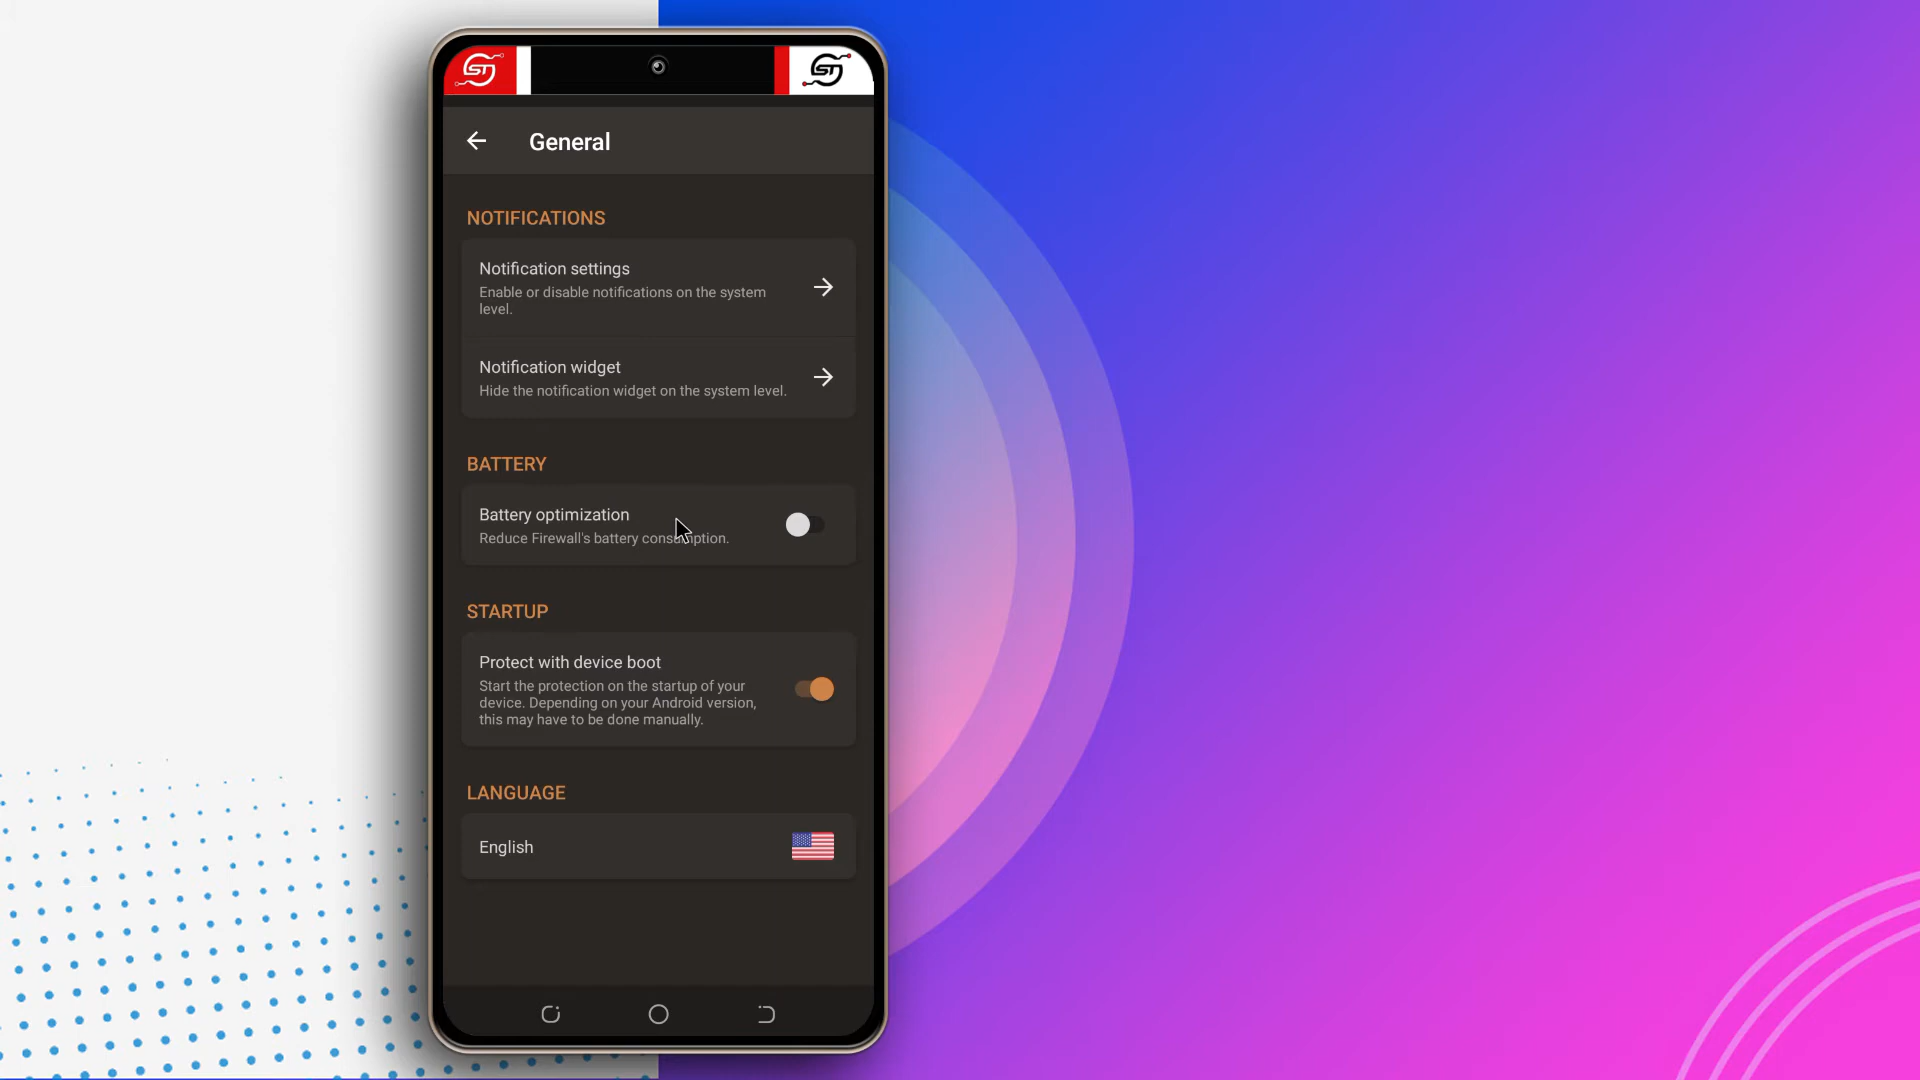 ST
ST
General
NOTIFICATIONS
Notification settings
Enable or disable notifications on the system
level.
Notification widget
Hide the notification widget on the system level.
BATTERY
Battery optimization
Reduce Firewall's battery consumption.
STARTUP
Protect with device boot
Start the protection on the startup of your
device. Depending on your Android version,
this may have to be done manually.
LANGUAGE
English